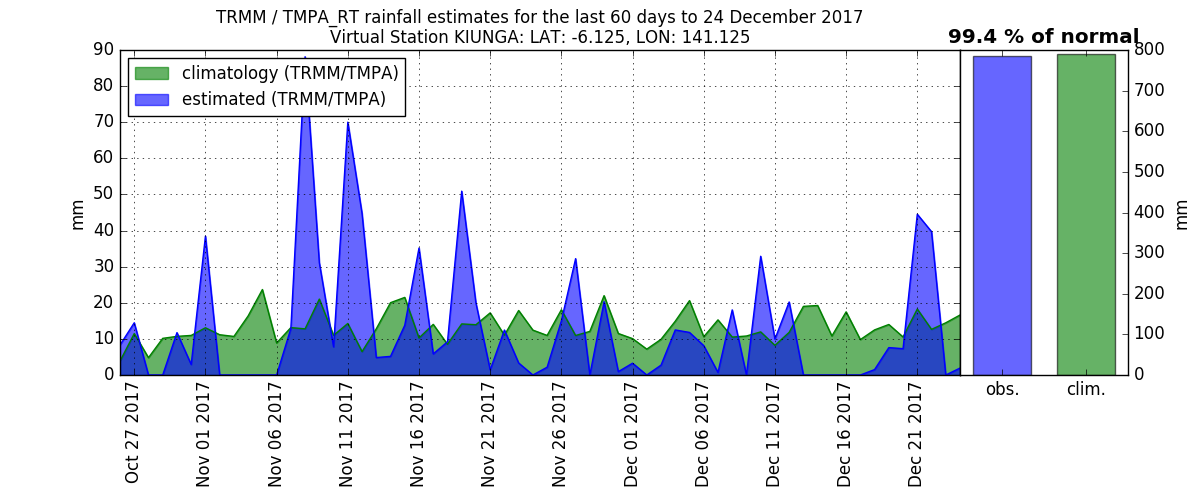 TRMM / TMPA_RT rainfall estimates for the last 60 days to 24 December 2017
Virtual Station KIUNGA: LAT: -6.125, LON: 141.125
99.4 % of normal
climatology (TRMM/TMPA)
estimated (TRMM/TMPA)
mm
90
80
70
60
50
40
30
20
10
0
800
700
600
500
400
300
200
100
0
mm
Oct 27 2017
Nov 01 2017
Nov 06 2017
Nov 11 2017
Nov 16 2017
Nov 21 2017
Nov 26 2017
Dec 01 2017
Dec 06 2017
Dec 11 2017
Dec 16 2017
Dec 21 2017
obs.
clim.